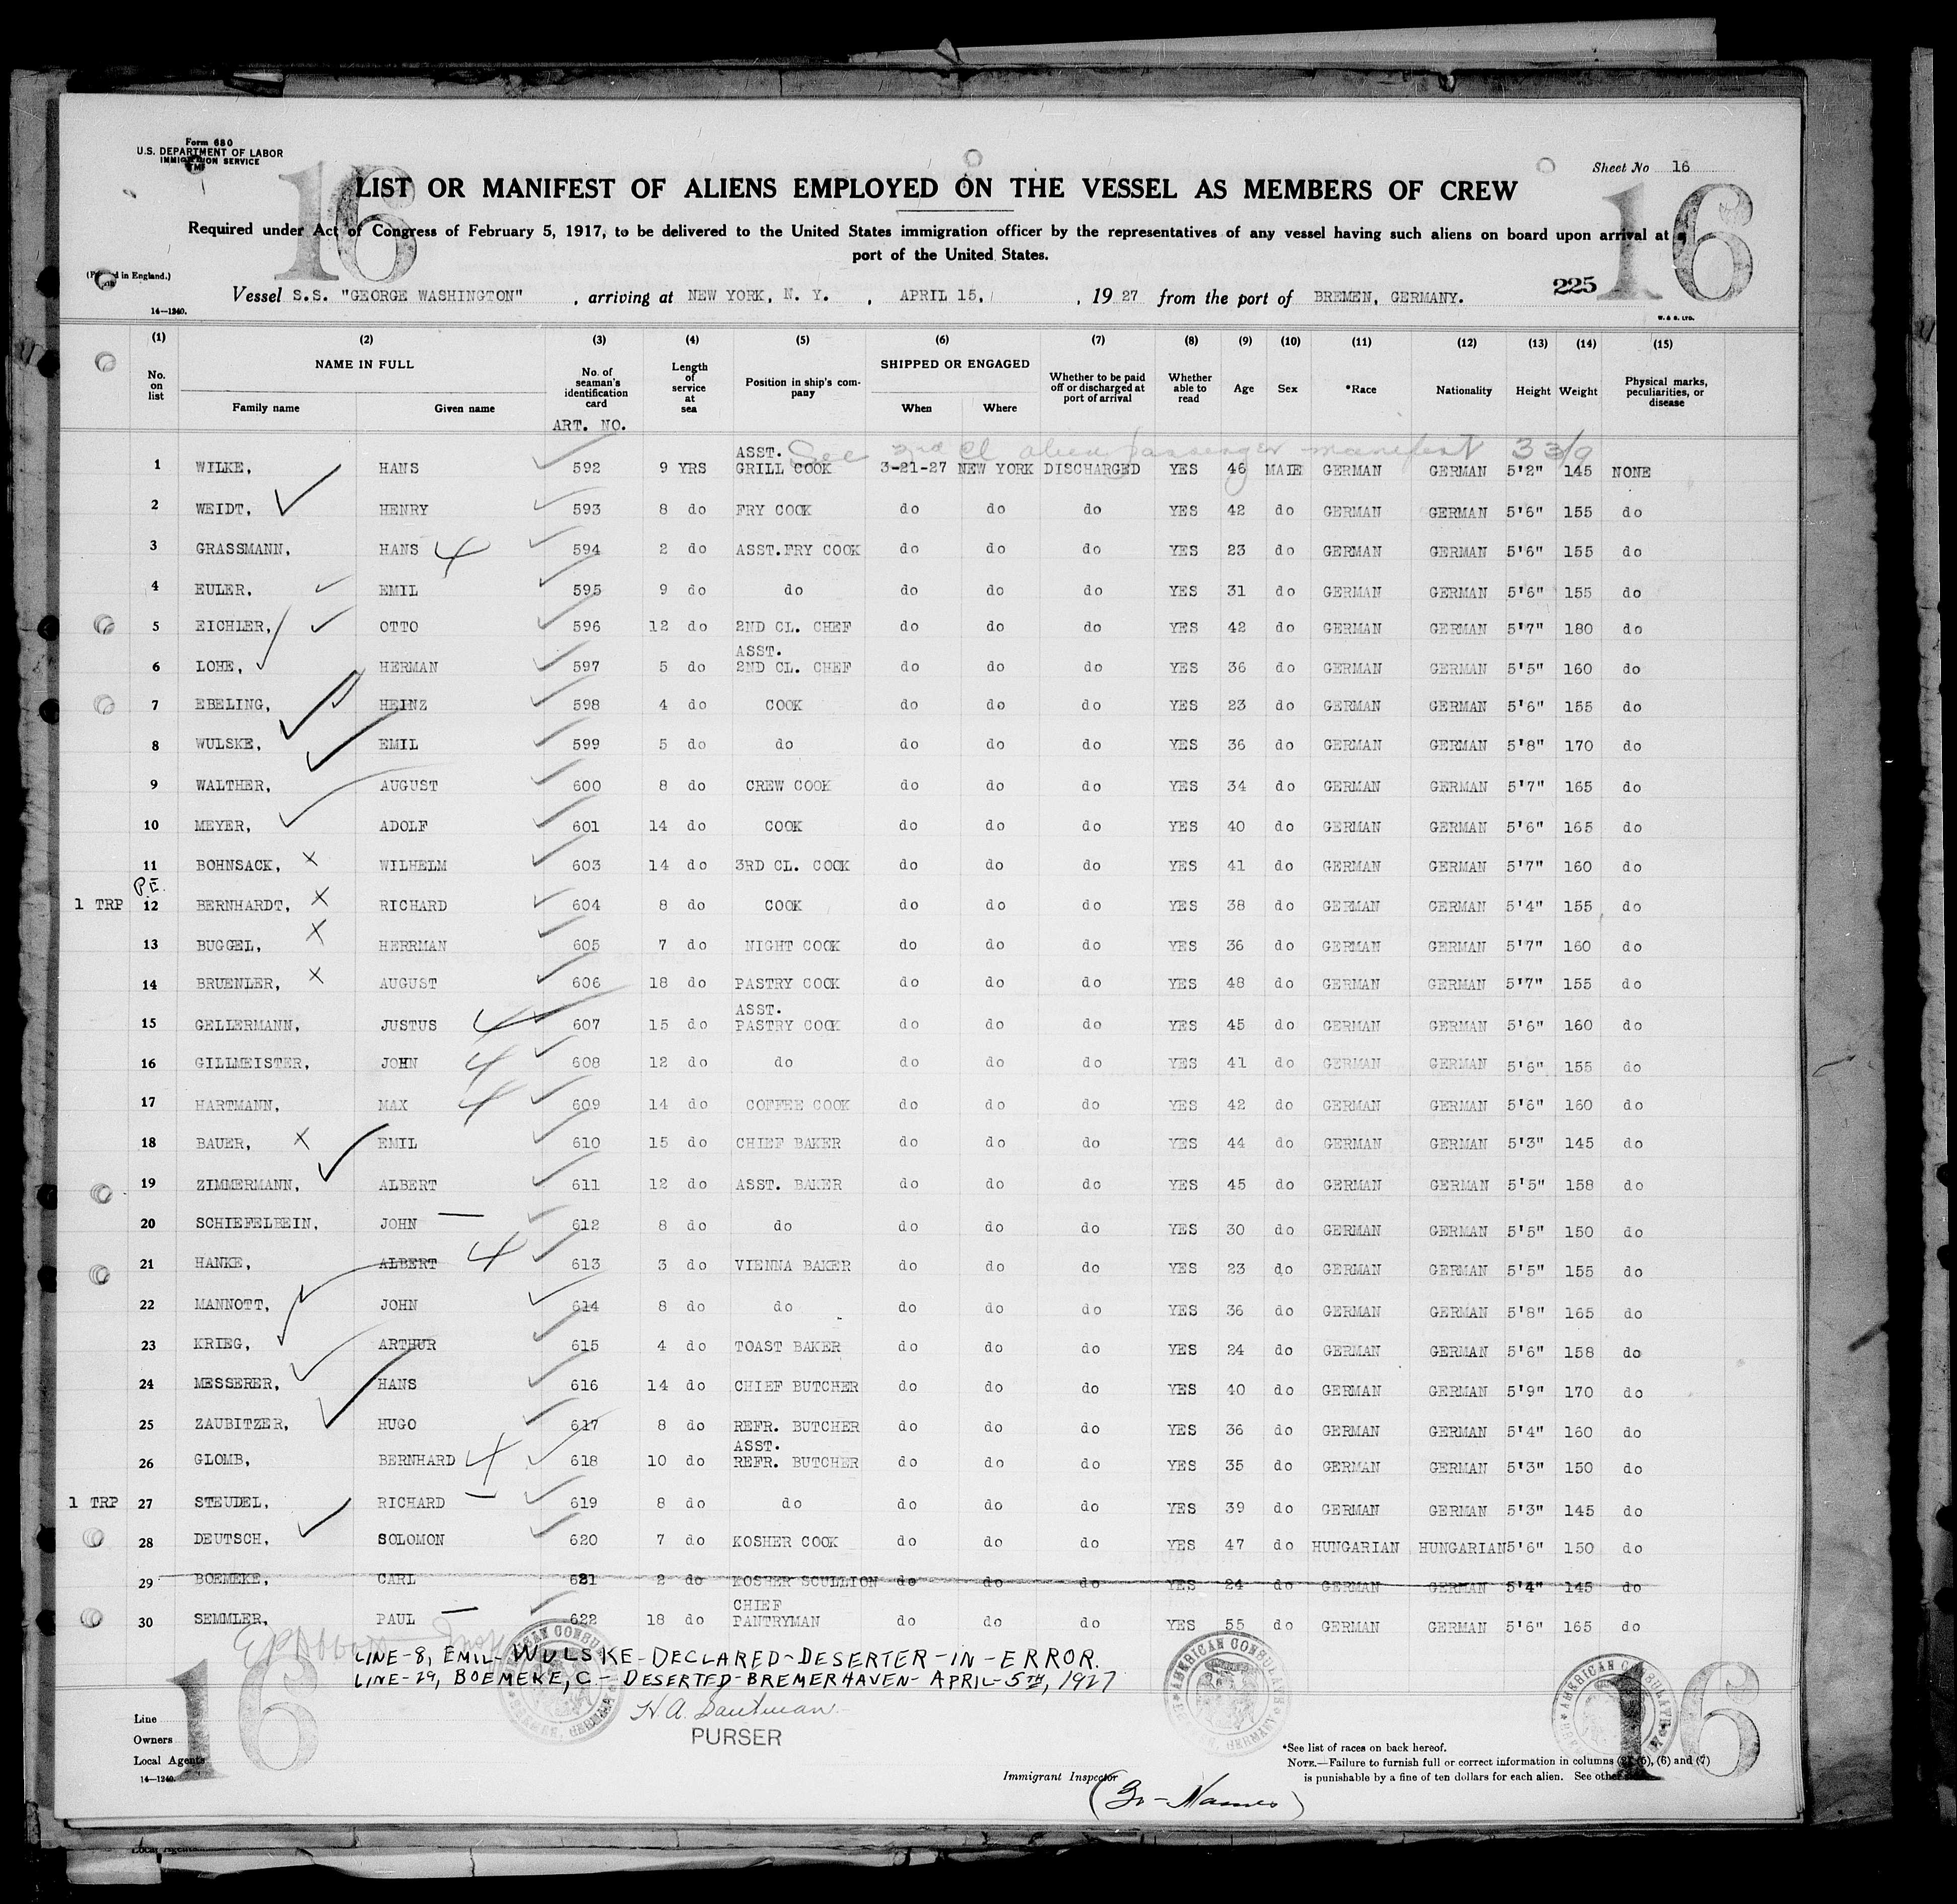 Form 680
U.S. DEPARTMENT OF LABOR
IMMIGRATION SERVICE
Sheet No 16
16 16
LIST OR MANIFEST OF ALIENS EMPLOYED ON THE VESSEL AS MEMBERS OF CREW
Required under Act of Congress of February 5, 1917, to be delivered to the United States immigration officer by the representatives of any vessel having such aliens on board upon arrival at a
port of the United States.
(Printed in England.)
225
Vessel S.S. "GEORGE WASHINGTON" , arriving at NEW YORK, N. Y. , APRIL 15, , 19 27 from the port of BREMEN, GERMANY.
14—1240.
W. & S. LTD.
(1) (2) (3) (4) (5) (6) (7) (8) (9) (10) (11) (12) (13) (14) (15)
No. on list NAME IN FULL Family name Given name No. of seaman's identification card ART. NO. Length of service at sea Position in ship's company SHIPPED OR ENGAGED When Where Whether to be paid off or discharged at port of arrival Whether able to read Age Sex *Race Nationality Height Weight Physical marks, peculiarities, or disease
See 3rd Cl alien passenger manifest 33/9
1 WILKE, HANS 592 9 YRS ASST. GRILL COOK 3-21-27 NEW YORK DISCHARGED YES 46 MALE GERMAN GERMAN 5'2" 145 NONE
2 WEIDT, HENRY 593 8 do FRY COOK do do do YES 42 do GERMAN GERMAN 5'6" 155 do
3 GRASSMANN, HANS 594 2 do ASST.FRY COOK do do do YES 23 do GERMAN GERMAN 5'6" 155 do
4 EULER, EMIL 595 9 do do do do do YES 31 do GERMAN GERMAN 5'6" 155 do
5 EICHLER, OTTO 596 12 do 2ND CL. CHEF do do do YES 42 do GERMAN GERMAN 5'7" 180 do
6 LOHE, HERMAN 597 5 do ASST. 2ND CL. CHEF do do do YES 36 do GERMAN GERMAN 5'5" 160 do
7 EBELING, HEINZ 598 4 do COOK do do do YES 23 do GERMAN GERMAN 5'6" 155 do
8 WULSKE, EMIL 599 5 do do do do do YES 36 do GERMAN GERMAN 5'8" 170 do
9 WALTHER, AUGUST 600 8 do CREW COOK do do do YES 34 do GERMAN GERMAN 5'7" 165 do
10 MEYER, ADOLF 601 14 do COOK do do do YES 40 do GERMAN GERMAN 5'6" 165 do
11 BOHNSACK, WILHELM 603 14 do 3RD CL. COOK do do do YES 41 do GERMAN GERMAN 5'7" 160 do
P.E.
1 TRP 12 BERNHARDT, RICHARD 604 8 do COOK do do do YES 38 do GERMAN GERMAN 5'4" 155 do
13 BUGGEL, HERRMAN 605 7 do NIGHT COOK do do do YES 36 do GERMAN GERMAN 5'7" 160 do
14 BRUENLER, AUGUST 606 18 do PASTRY COOK do do do YES 48 do GERMAN GERMAN 5'7" 155 do
15 GELLERMANN, JUSTUS 607 15 do ASST. PASTRY COOK do do do YES 45 do GERMAN GERMAN 5'6" 160 do
16 GILLMEISTER, JOHN 608 12 do do do do do YES 41 do GERMAN GERMAN 5'6" 155 do
17 HARTMANN, MAX 609 14 do COFFEE COOK do do do YES 42 do GERMAN GERMAN 5'6" 160 do
18 BAUER, EMIL 610 15 do CHIEF BAKER do do do YES 44 do GERMAN GERMAN 5'3" 145 do
19 ZIMMERMANN, ALBERT 611 12 do ASST. BAKER do do do YES 45 do GERMAN GERMAN 5'5" 158 do
20 SCHIEFELBEIN, JOHN 612 8 do do do do do YES 30 do GERMAN GERMAN 5'5" 150 do
21 HANKE, ALBERT 613 3 do VIENNA BAKER do do do YES 23 do GERMAN GERMAN 5'5" 155 do
22 MANNOTT, JOHN 614 8 do do do do do YES 36 do GERMAN GERMAN 5'8" 165 do
23 KRIEG, ARTHUR 615 4 do TOAST BAKER do do do YES 24 do GERMAN GERMAN 5'6" 158 do
24 MESSERER, HANS 616 14 do CHIEF BUTCHER do do do YES 40 do GERMAN GERMAN 5'9" 170 do
25 ZAUBITZER, HUGO 617 8 do REFR. BUTCHER do do do YES 36 do GERMAN GERMAN 5'4" 160 do
26 GLOMB, BERNHARD 618 10 do ASST. REFR. BUTCHER do do do YES 35 do GERMAN GERMAN 5'3" 150 do
1 TRP 27 STEUDEL, RICHARD 619 8 do do do do do YES 39 do GERMAN GERMAN 5'3" 145 do
28 DEUTSCH, SOLOMON 620 7 do KOSHER COOK do do do YES 47 do HUNGARIAN HUNGARIAN 5'6" 150 do
29 BOEMEKE, CARL 621 2 do KOSHER SCULLION do do do YES 24 do GERMAN GERMAN 5'4" 145 do
30 SEMMLER, PAUL 622 18 do CHIEF PANTRYMAN do do do YES 55 do GERMAN GERMAN 5'6" 165 do
LINE-8, EMIL-WULSKE-DECLARED-DESERTER-IN-ERROR.
LINE-29, BOEMEKE, C-DESERTED-BREMERHAVEN-APRIL-5TH, 1927
AMERICAN CONSULATE BREMEN, GERMANY
AMERICAN CONSULATE BREMEN, GERMANY
AMERICAN CONSULATE
H.A.
PURSER
16 16
Line
Owners
Local Agents
14—1240.
*See list of races on back hereof.
NOTE.—Failure to furnish full or correct information in columns (2), (5), (6) and (7)
is punishable by a fine of ten dollars for each alien. See other
Immigrant Inspector
Local Agents